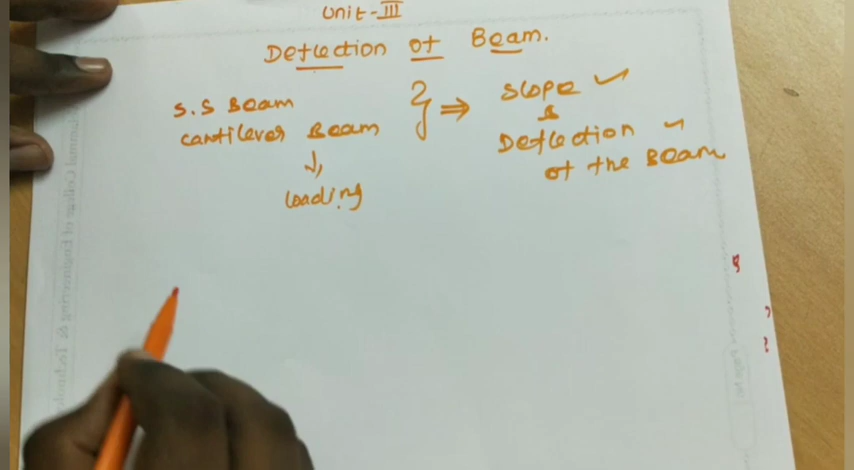 Unit-III
Deflection of Beam.
S.S Beam
cantilever Beam
} ⇒
slope ✓
&
Deflection ✓
of the Beam
↓
loading